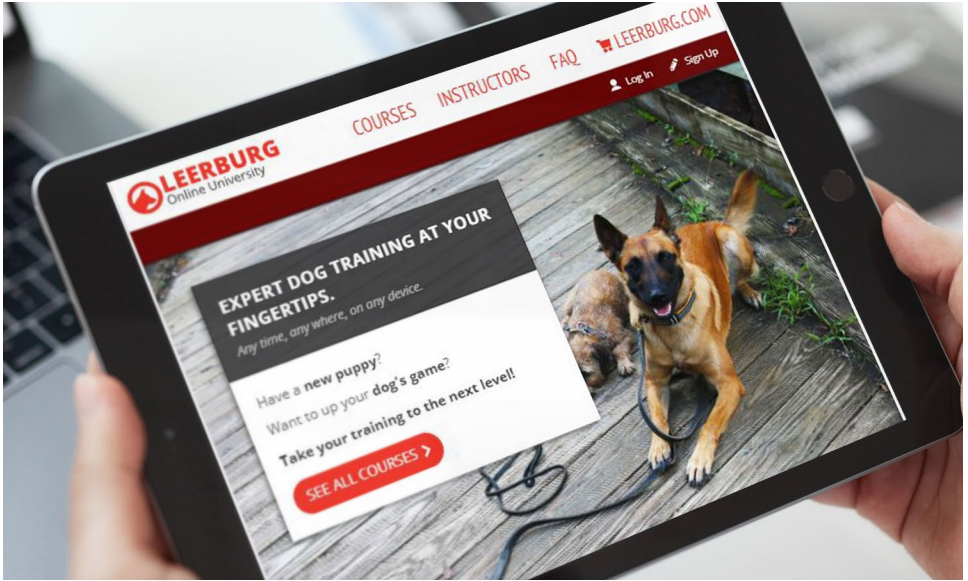 COURSES INSTRUCTORS FAQ LEERBURG.COM
Log In Sign Up
LEERBURG
Online University
EXPERT DOG TRAINING AT YOUR
FINGERTIPS.
Any time, any where, on any device.
Have a new puppy?
Want to up your dog's game?
Take your training to the next level!
SEE ALL COURSES